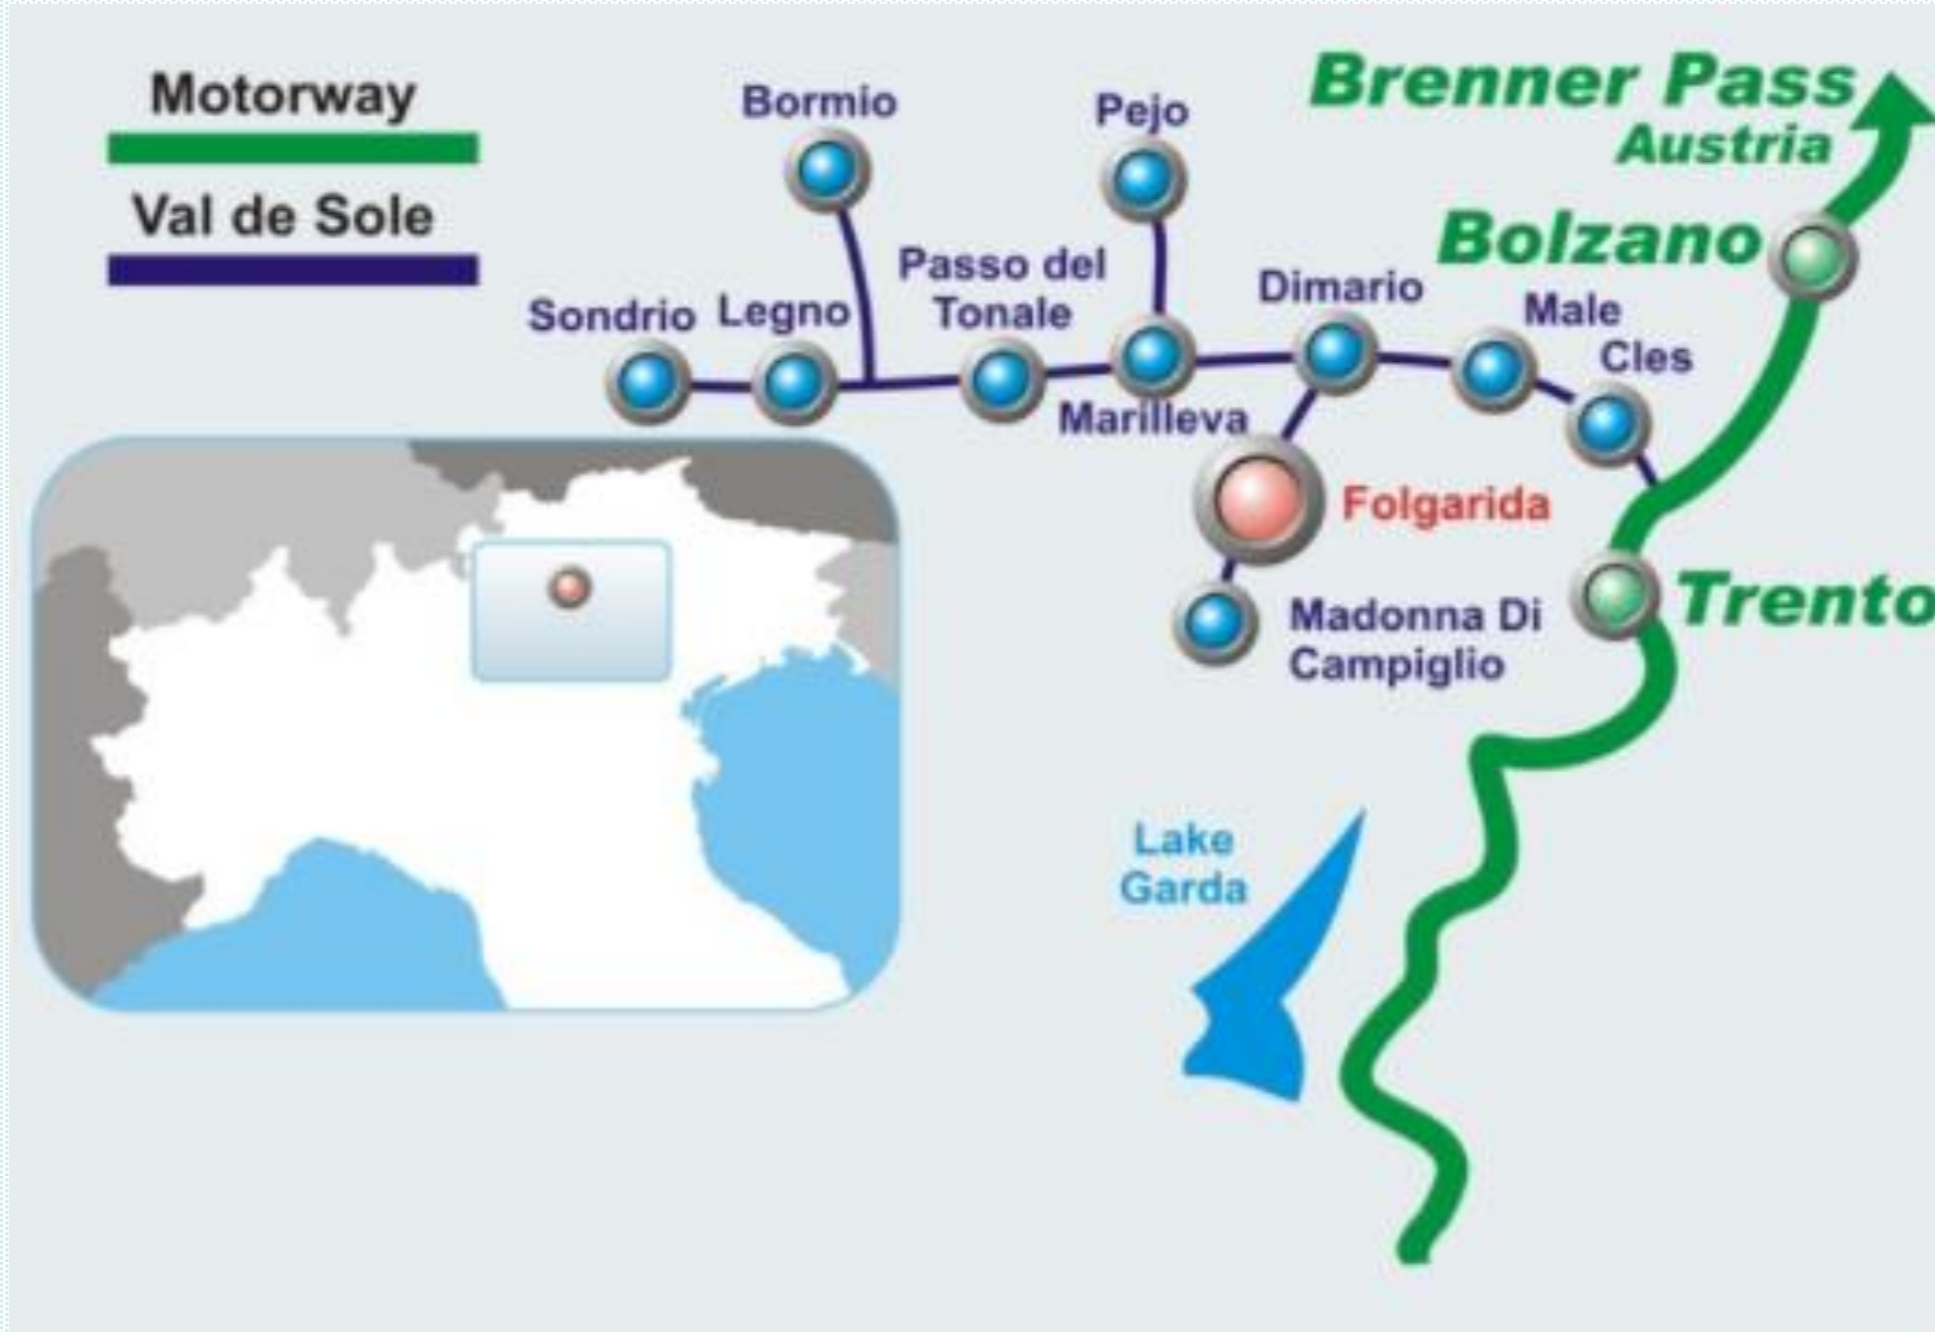 Motorway
Val de Sole
Bormio
Pejo
Brenner Pass
Austria
Bolzano
Passo del
Tonale
Sondrio
Legno
Dimario
Male
Cles
Marilleva
Folgarida
Madonna Di
Campiglio
Trento
Lake
Garda